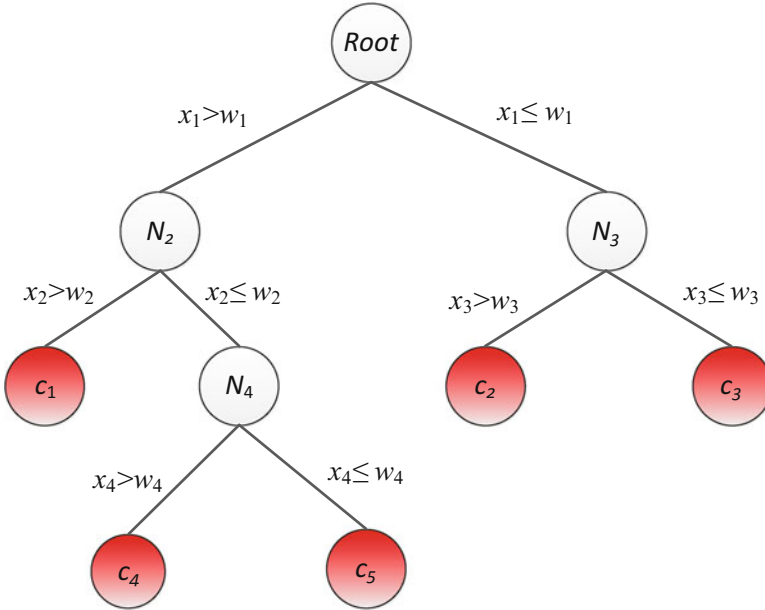 Root
x₁>w₁
x₁≤ w₁
N₂
N₃
x₂>w₂
x₂≤ w₂
x₃>w₃
x₃≤ w₃
c₁
N₄
c₂
c₃
x₄>w₄
x₄≤ w₄
c₄
c₅